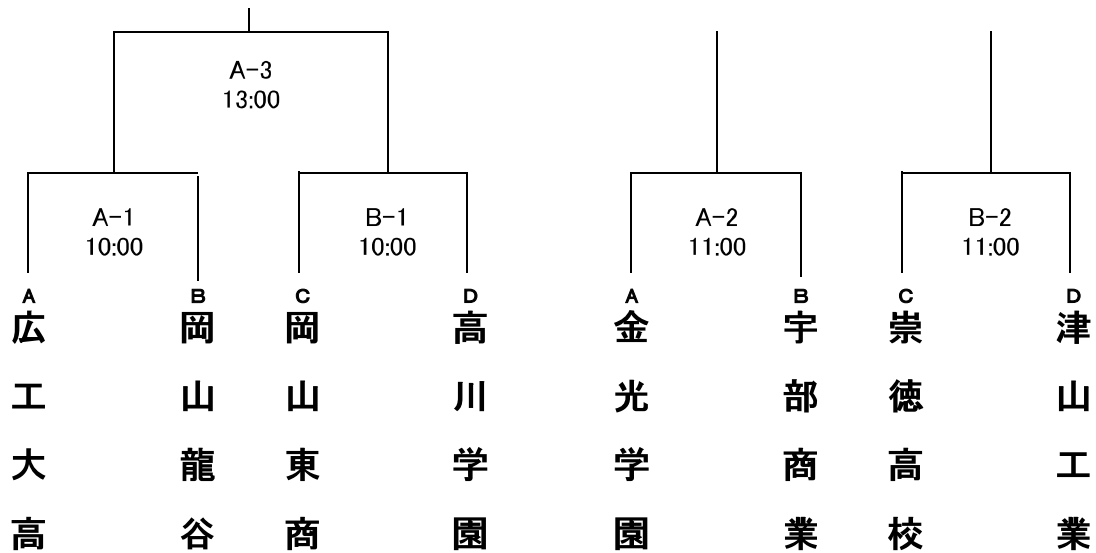 A-3
13:00
A-1
10:00
B-1
10:00
A-2
11:00
B-2
11:00
A
広工大高
B
岡山龍谷
C
岡山東商
D
高川学園
A
金光学園
B
宇部商業
C
崇徳高校
D
津山工業